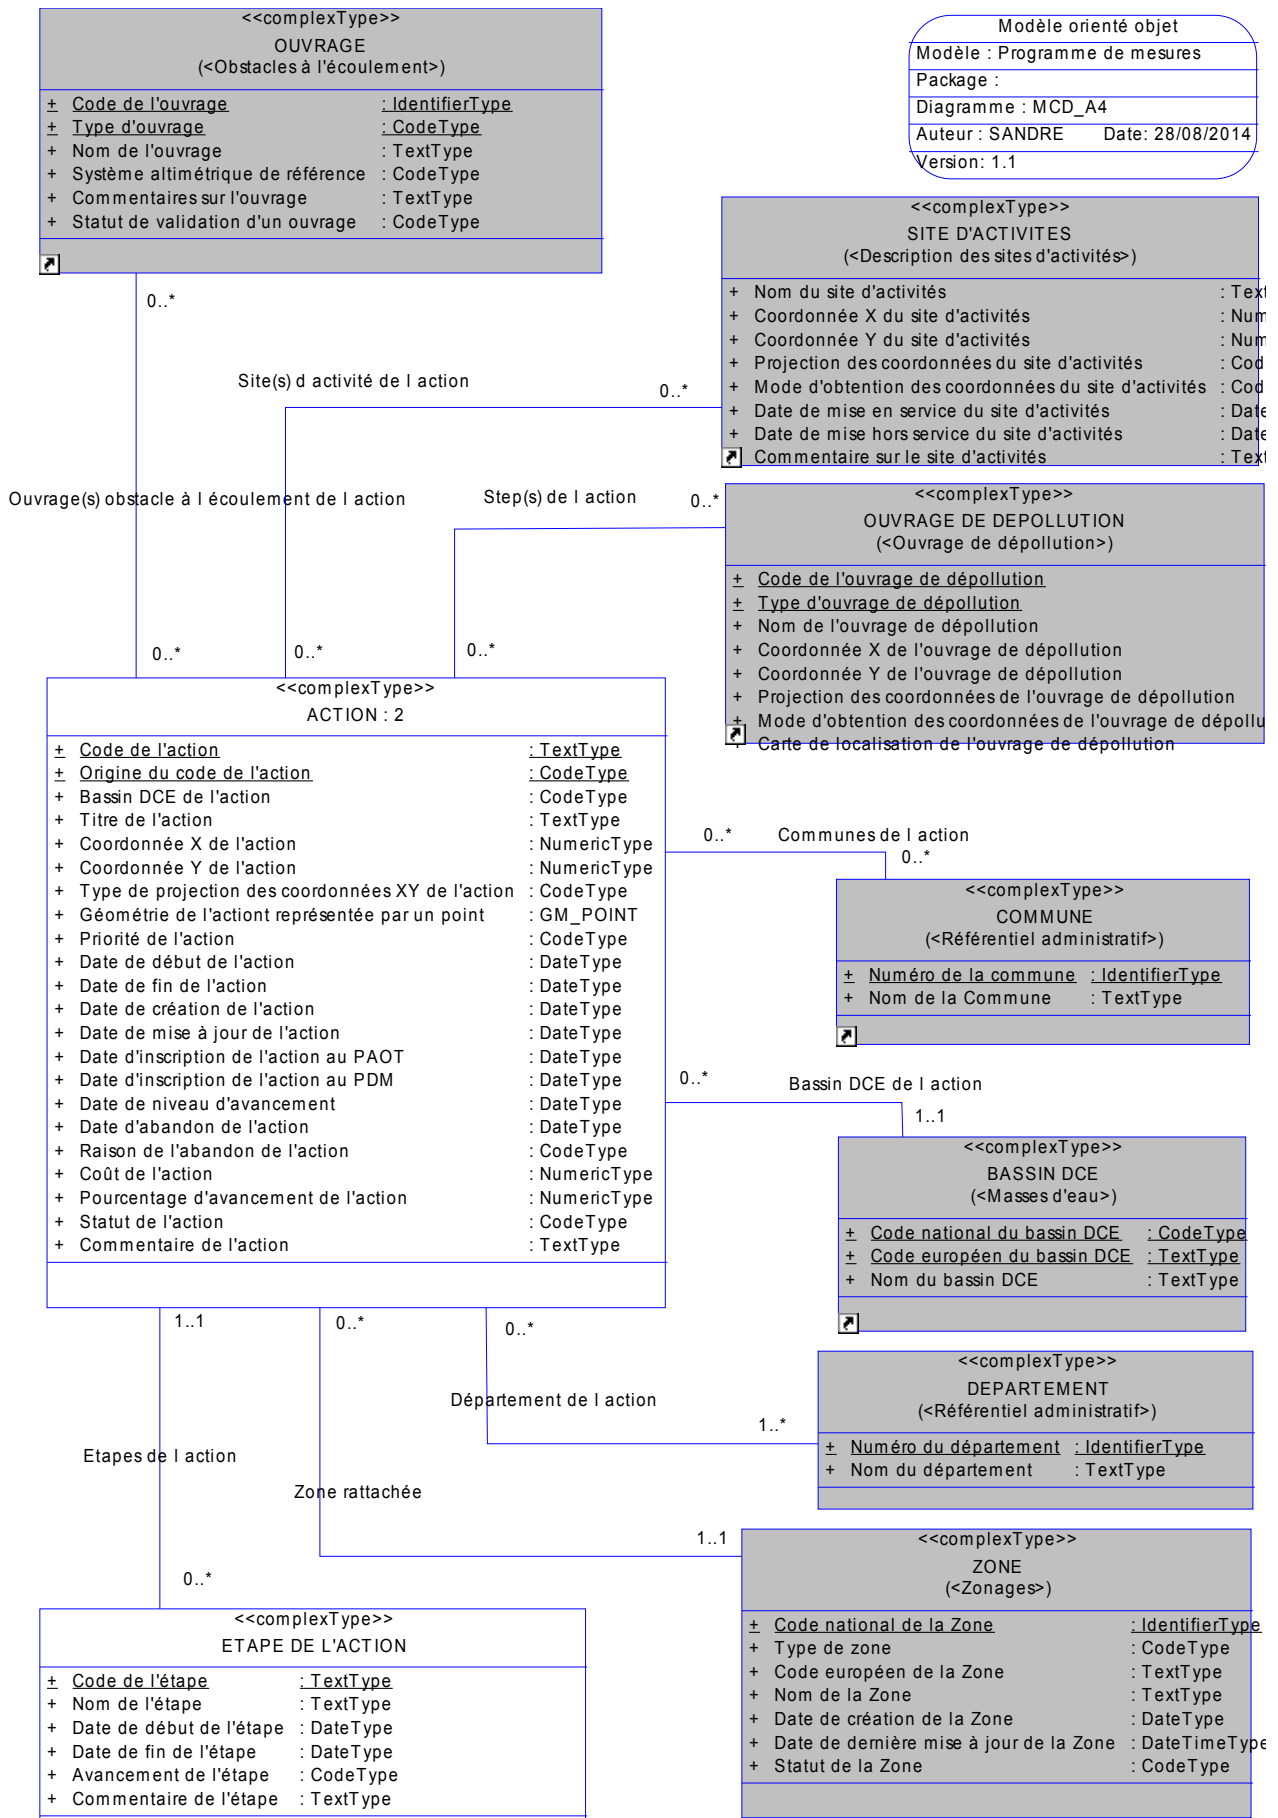 <<complexType>>
OUVRAGE
(<Obstacles à l'écoulement>)
+ Code de l'ouvrage : IdentifierType
+ Type d'ouvrage : CodeType
+ Nom de l'ouvrage : TextType
+ Système altimétrique de référence : CodeType
+ Commentaires sur l'ouvrage : TextType
+ Statut de validation d'un ouvrage : CodeType
Modèle orienté objet
Modèle : Programme de mesures
Package :
Diagramme : MCD_A4
Auteur : SANDRE Date: 28/08/2014
Version: 1.1
<<complexType>>
SITE D'ACTIVITES
(<Description des sites d'activités>)
+ Nom du site d'activités : Text
+ Coordonnée X du site d'activités : Num
+ Coordonnée Y du site d'activités : Num
+ Projection des coordonnées du site d'activités : Cod
+ Mode d'obtention des coordonnées du site d'activités : Cod
+ Date de mise en service du site d'activités : Date
+ Date de mise hors service du site d'activités : Date
Commentaire sur le site d'activités : Text
0..*
Site(s) d activité de l action
0..*
Ouvrage(s) obstacle à l écoulement de l action
Step(s) de l action
0..*
<<complexType>>
OUVRAGE DE DEPOLLUTION
(<Ouvrage de dépollution>)
+ Code de l'ouvrage de dépollution
+ Type d'ouvrage de dépollution
+ Nom de l'ouvrage de dépollution
+ Coordonnée X de l'ouvrage de dépollution
+ Coordonnée Y de l'ouvrage de dépollution
+ Projection des coordonnées de l'ouvrage de dépollution
+ Mode d'obtention des coordonnées de l'ouvrage de dépollu
+ Carte de localisation de l'ouvrage de dépollution
0..*
0..*
0..*
<<complexType>>
ACTION : 2
+ Code de l'action : TextType
+ Origine du code de l'action : CodeType
+ Bassin DCE de l'action : CodeType
+ Titre de l'action : TextType
+ Coordonnée X de l'action : NumericType
+ Coordonnée Y de l'action : NumericType
+ Type de projection des coordonnées XY de l'action : CodeType
+ Géométrie de l'actiont représentée par un point : GM_POINT
+ Priorité de l'action : CodeType
+ Date de début de l'action : DateType
+ Date de fin de l'action : DateType
+ Date de création de l'action : DateType
+ Date de mise à jour de l'action : DateType
+ Date d'inscription de l'action au PAOT : DateType
+ Date d'inscription de l'action au PDM : DateType
+ Date de niveau d'avancement : DateType
+ Date d'abandon de l'action : DateType
+ Raison de l'abandon de l'action : CodeType
+ Coût de l'action : NumericType
+ Pourcentage d'avancement de l'action : NumericType
+ Statut de l'action : CodeType
+ Commentaire de l'action : TextType
0..*
Communes de l action
0..*
<<complexType>>
COMMUNE
(<Référentiel administratif>)
+ Numéro de la commune : IdentifierType
+ Nom de la Commune : TextType
0..*
Bassin DCE de l action
1..1
<<complexType>>
BASSIN DCE
(<Masses d'eau>)
+ Code national du bassin DCE : CodeType
+ Code européen du bassin DCE : TextType
+ Nom du bassin DCE : TextType
1..1
0..*
0..*
Département de l action
1..*
<<complexType>>
DEPARTEMENT
(<Référentiel administratif>)
+ Numéro du département : IdentifierType
+ Nom du département : TextType
Etapes de l action
Zone rattachée
1..1
0..*
<<complexType>>
ZONE
(<Zonages>)
+ Code national de la Zone : IdentifierType
+ Type de zone : CodeType
+ Code européen de la Zone : TextType
+ Nom de la Zone : TextType
+ Date de création de la Zone : DateType
+ Date de dernière mise à jour de la Zone : DateTimeType
+ Statut de la Zone : CodeType
<<complexType>>
ETAPE DE L'ACTION
+ Code de l'étape : TextType
+ Nom de l'étape : TextType
+ Date de début de l'étape : DateType
+ Date de fin de l'étape : DateType
+ Avancement de l'étape : CodeType
+ Commentaire de l'étape : TextType